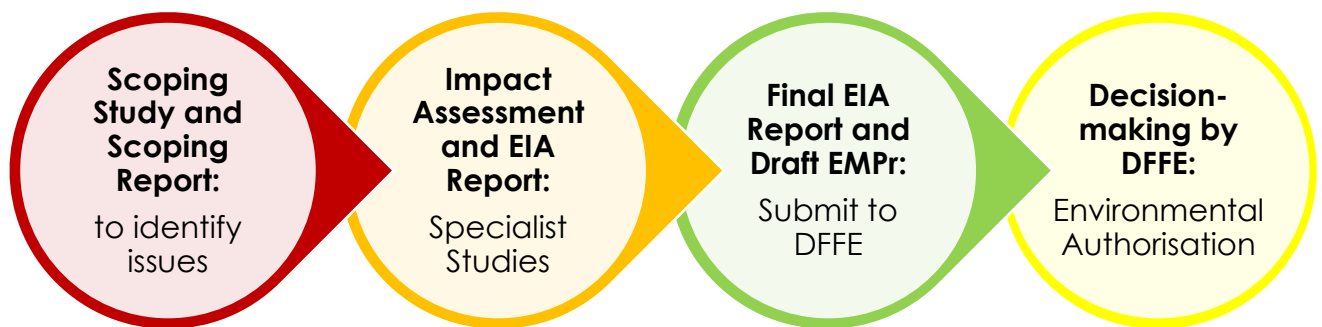 Scoping
Study and
Scoping
Report:
to identify
issues
Impact
Assessment
and EIA
Report:
Specialist
Studies
Final EIA
Report and
Draft EMPr:
Submit to
DFFE
Decision-
making by
DFFE:
Environmental
Authorisation